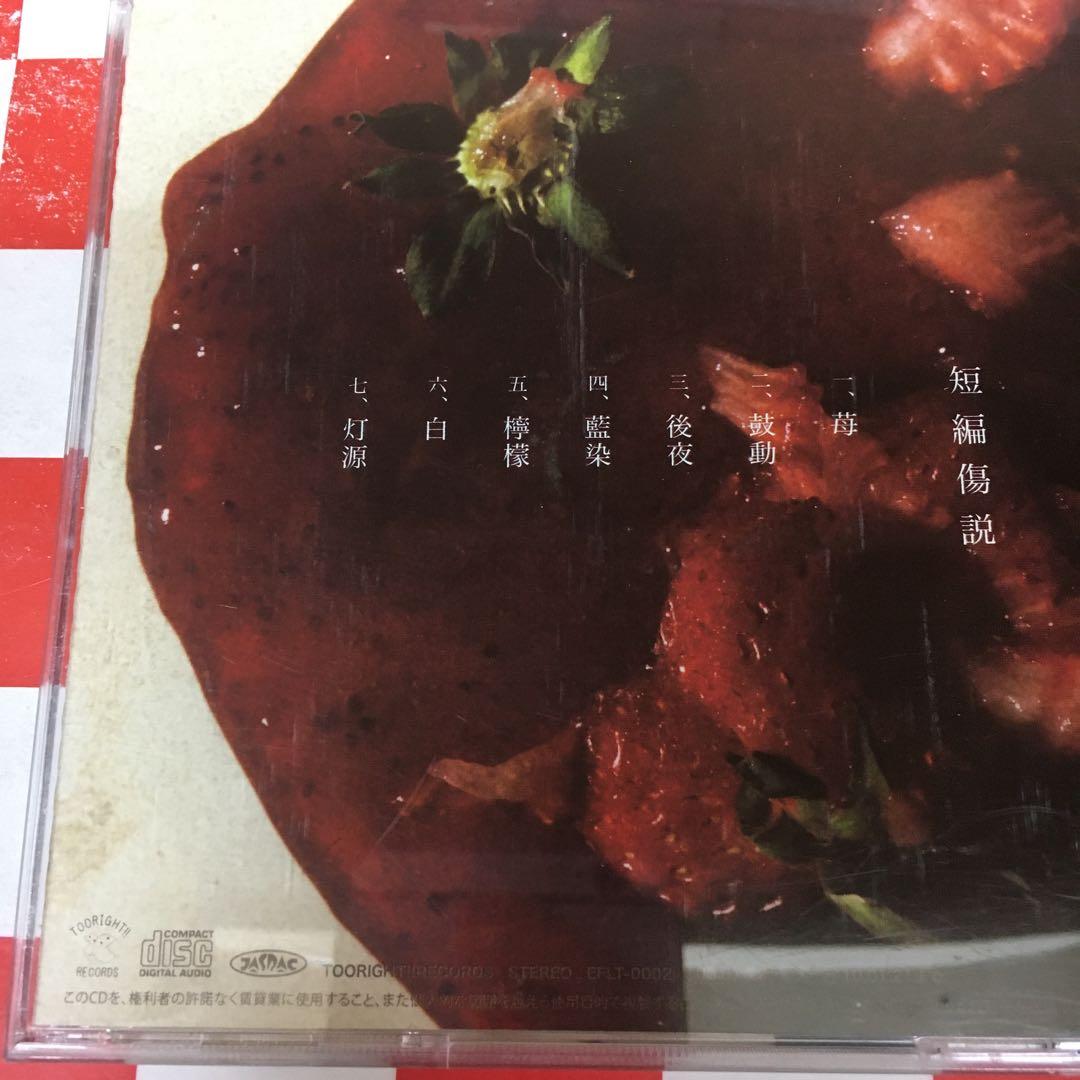 短編傷説
一、苺
二、鼓動
三、後夜
四、藍染
五、檸檬
六、白
七、灯源
TOORIGHT!!
RECORDS
COMPACT
disc
DIGITAL AUDIO
JASRAC
TOORIGHT!!RECORDS STEREO EFLT-0002
このCDを、権利者の許諾なく賃貸業に使用すること、また